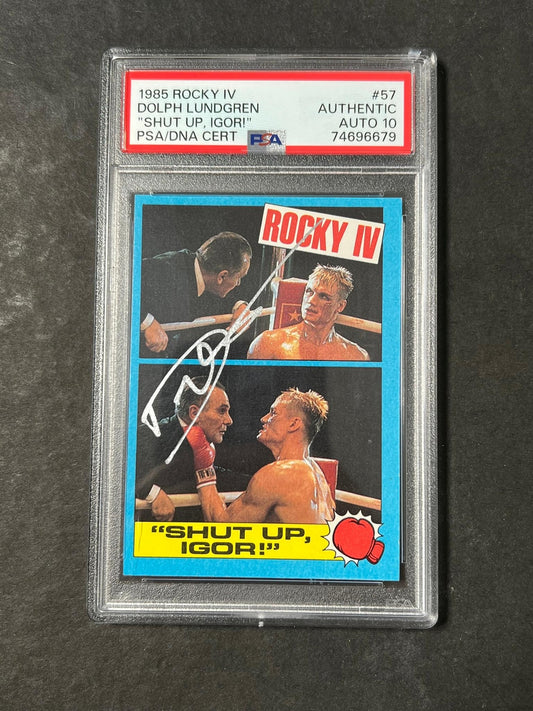 1985 ROCKY IV #57
DOLPH LUNDGREN AUTHENTIC
"SHUT UP, IGOR!" AUTO 10
PSA/DNA CERT PSA 74696679
ROCKY IV
"SHUT UP,
IGOR!"